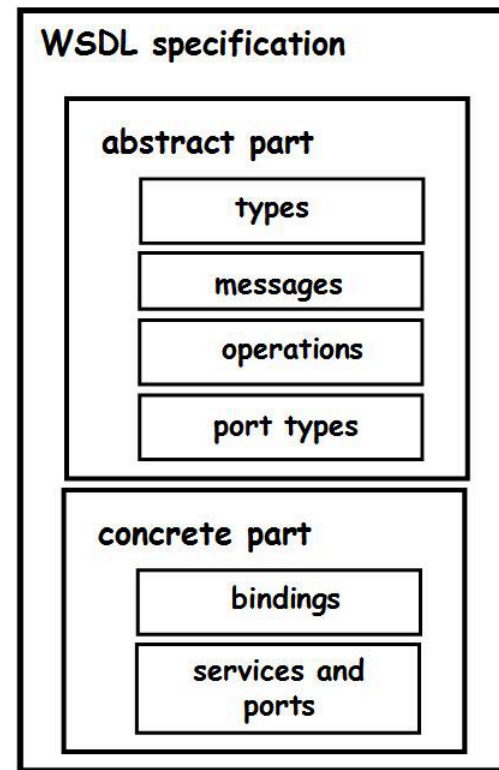 WSDL specification
abstract part
types
messages
operations
port types
concrete part
bindings
services and
ports